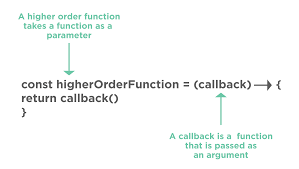 A higher order function
takes a function as a
parameter
const higherOrderFunction = (callback) → {
return callback()
}
A callback is a function
that is passed as
an argument